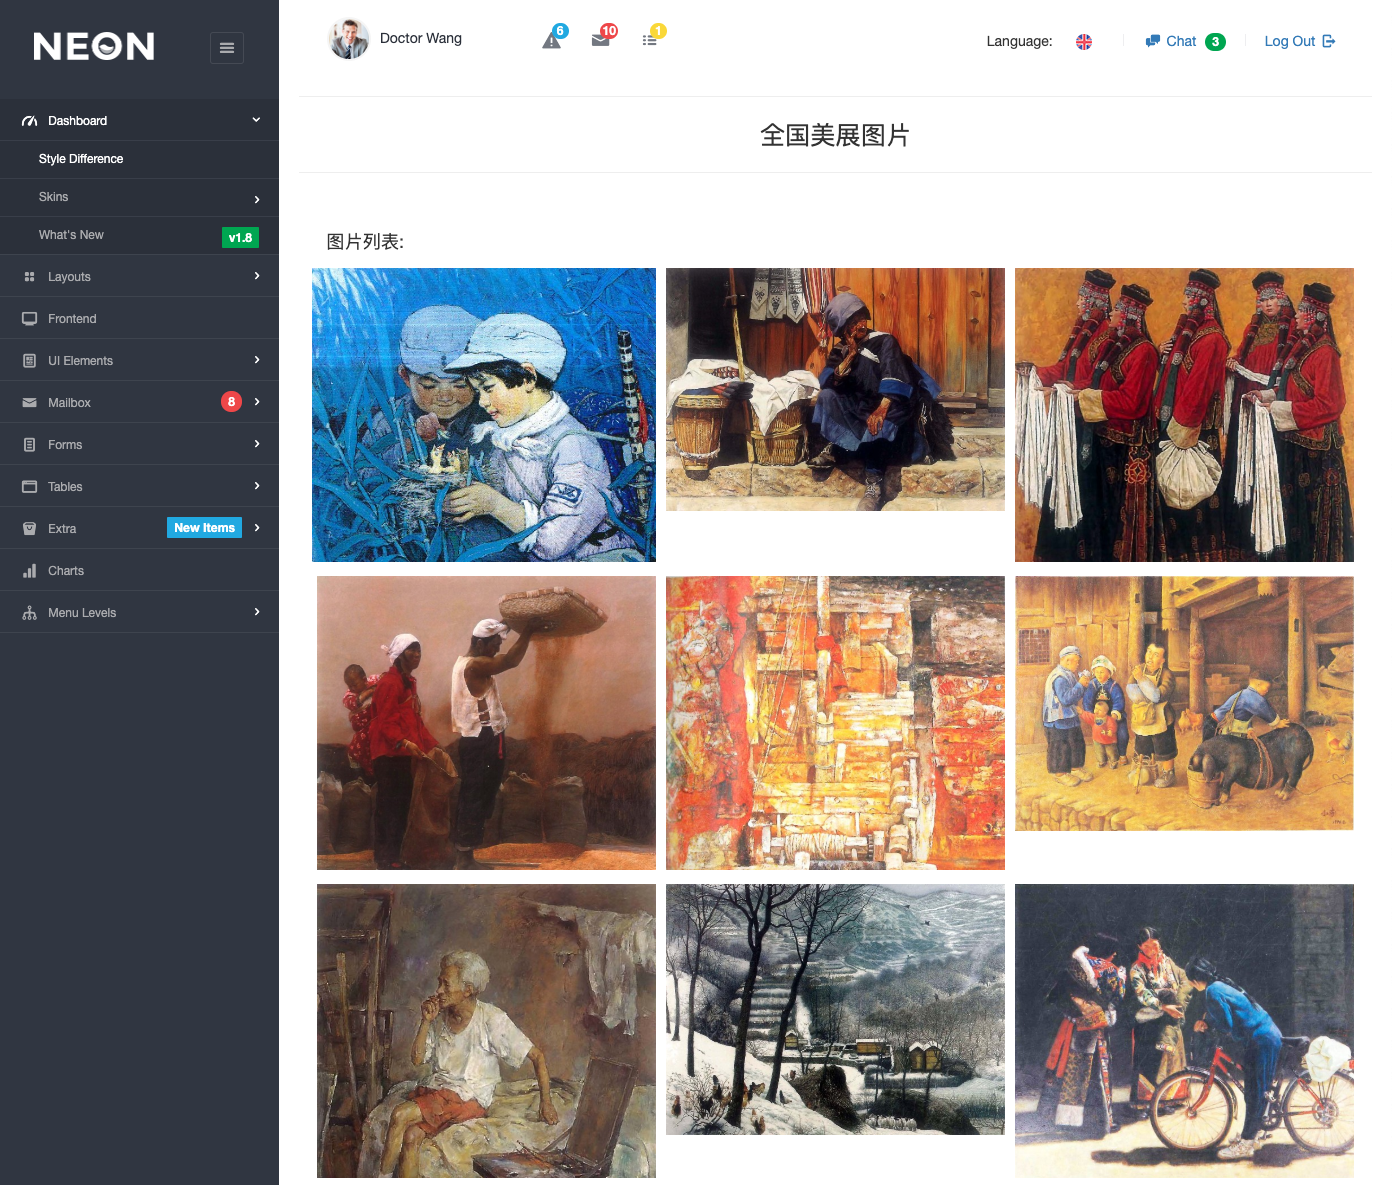 NEON
Doctor Wang
6
10
1
Language:
Chat 3
Log Out
Dashboard
Style Difference
Skins
What's New v1.8
Layouts
Frontend
UI Elements
Mailbox 8
Forms
Tables
Extra New Items
Charts
Menu Levels
全国美展图片
图片列表: